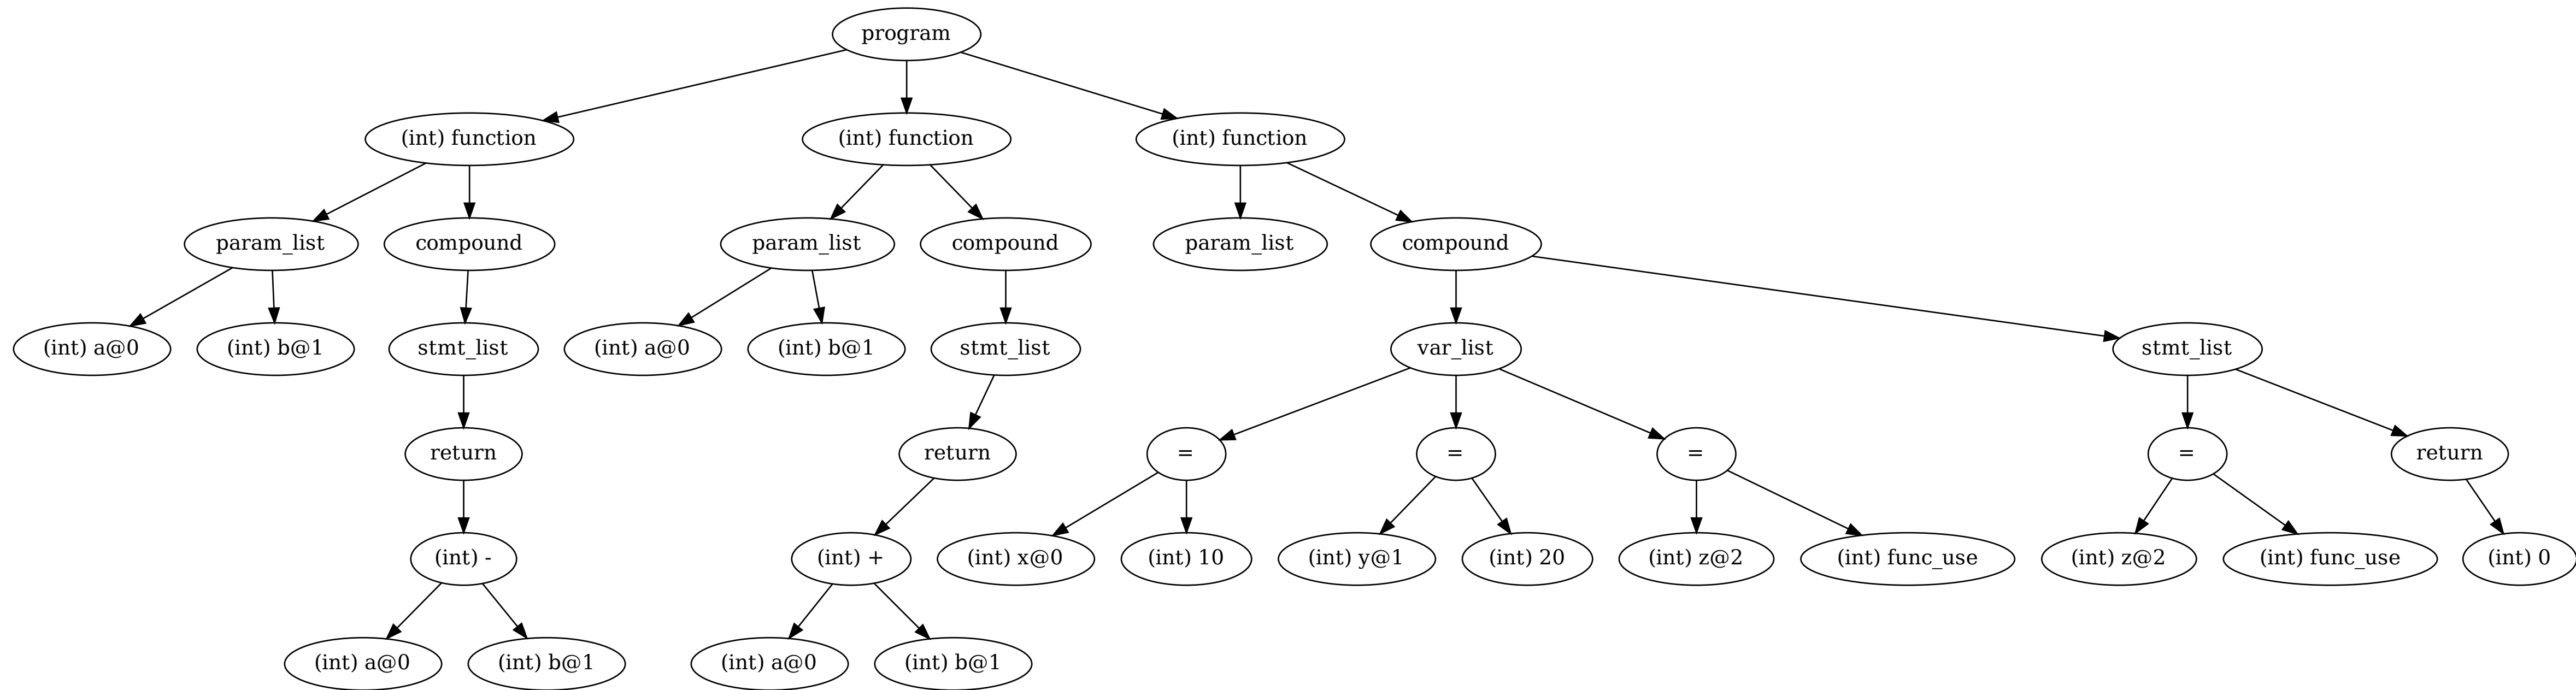 program
(int) function
(int) function
(int) function
param_list
compound
param_list
compound
param_list
compound
(int) a@0
(int) b@1
stmt_list
(int) a@0
(int) b@1
stmt_list
var_list
stmt_list
return
return
=
=
=
=
return
(int) -
(int) +
(int) x@0
(int) 10
(int) y@1
(int) 20
(int) z@2
(int) func_use
(int) z@2
(int) func_use
(int) 0
(int) a@0
(int) b@1
(int) a@0
(int) b@1